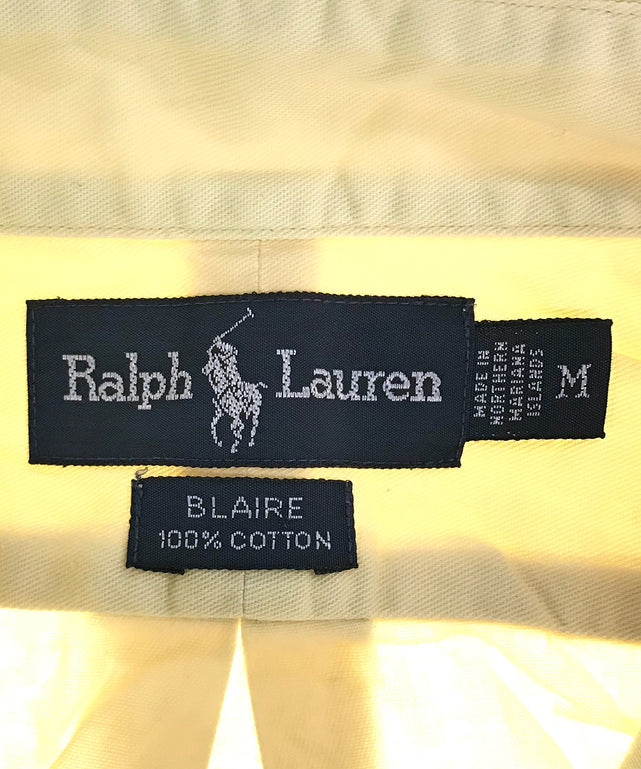 Ralph Lauren
MADE IN
NORTHERN
MARIANA
ISLANDS
M
BLAIRE
100% COTTON